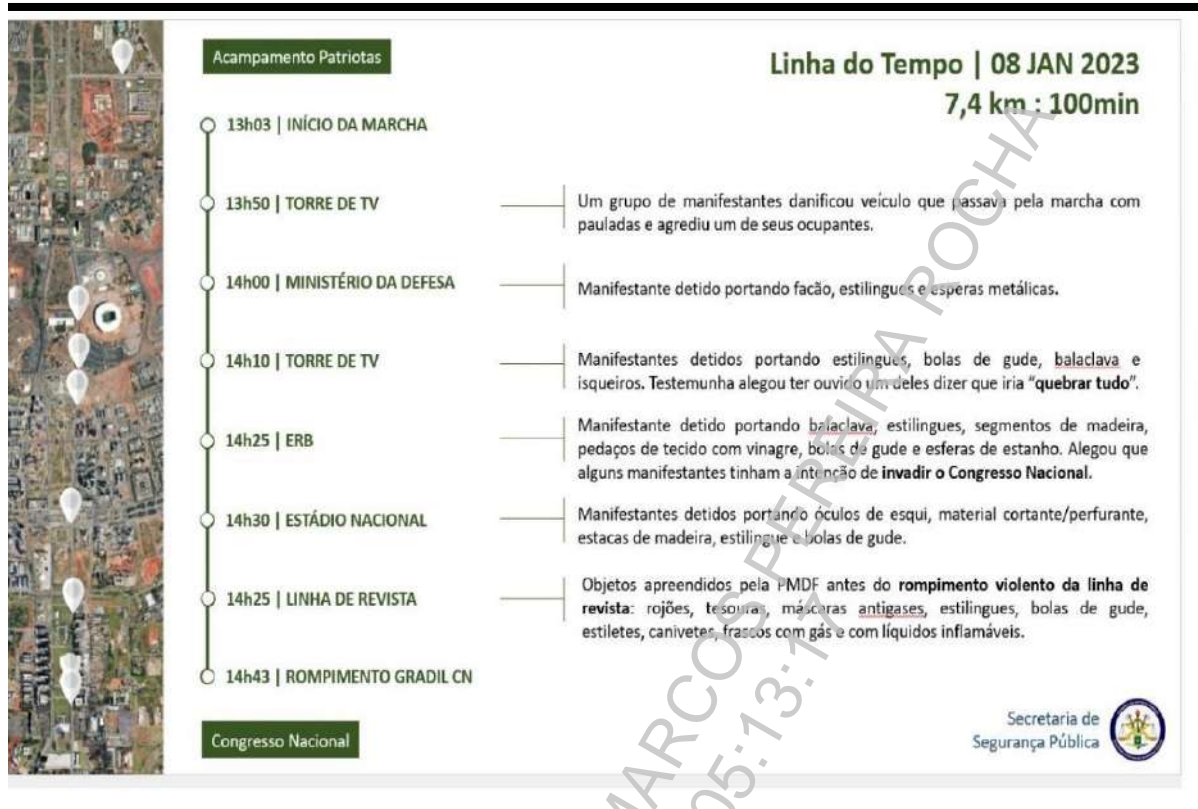 Acampamento Patriotas
Linha do Tempo | 08 JAN 2023
7,4 km : 100min
13h03 | INÍCIO DA MARCHA
13h50 | TORRE DE TV
Um grupo de manifestantes danificou veículo que passava pela marcha com
pauladas e agrediu um de seus ocupantes.
14h00 | MINISTÉRIO DA DEFESA
Manifestante detido portando facão, estilingues e esperas metálicas.
14h10 | TORRE DE TV
Manifestantes detidos portando estilingues, bolas de gude, balaclava e
isqueiros. Testemunha alegou ter ouvido um deles dizer que iria “quebrar tudo”.
14h25 | ERB
Manifestante detido portando balaclava, estilingues, segmentos de madeira,
pedaços de tecido com vinagre, bolas de gude e esferas de estanho. Alegou que
alguns manifestantes tinham a intenção de invadir o Congresso Nacional.
14h30 | ESTÁDIO NACIONAL
Manifestantes detidos portando óculos de esqui, material cortante/perfurante,
estacas de madeira, estilingue e bolas de gude.
14h25 | LINHA DE REVISTA
Objetos apreendidos pela PMDF antes do rompimento violento da linha de
revista: rojões, tesouras, máscaras antigases, estilingues, bolas de gude,
estiletes, canivetes, frascos com gás e com líquidos inflamáveis.
14h43 | ROMPIMENTO GRADIL CN
Congresso Nacional
Secretaria de
Segurança Pública
MARCOS PEREIRA ROCHA
05:13:17